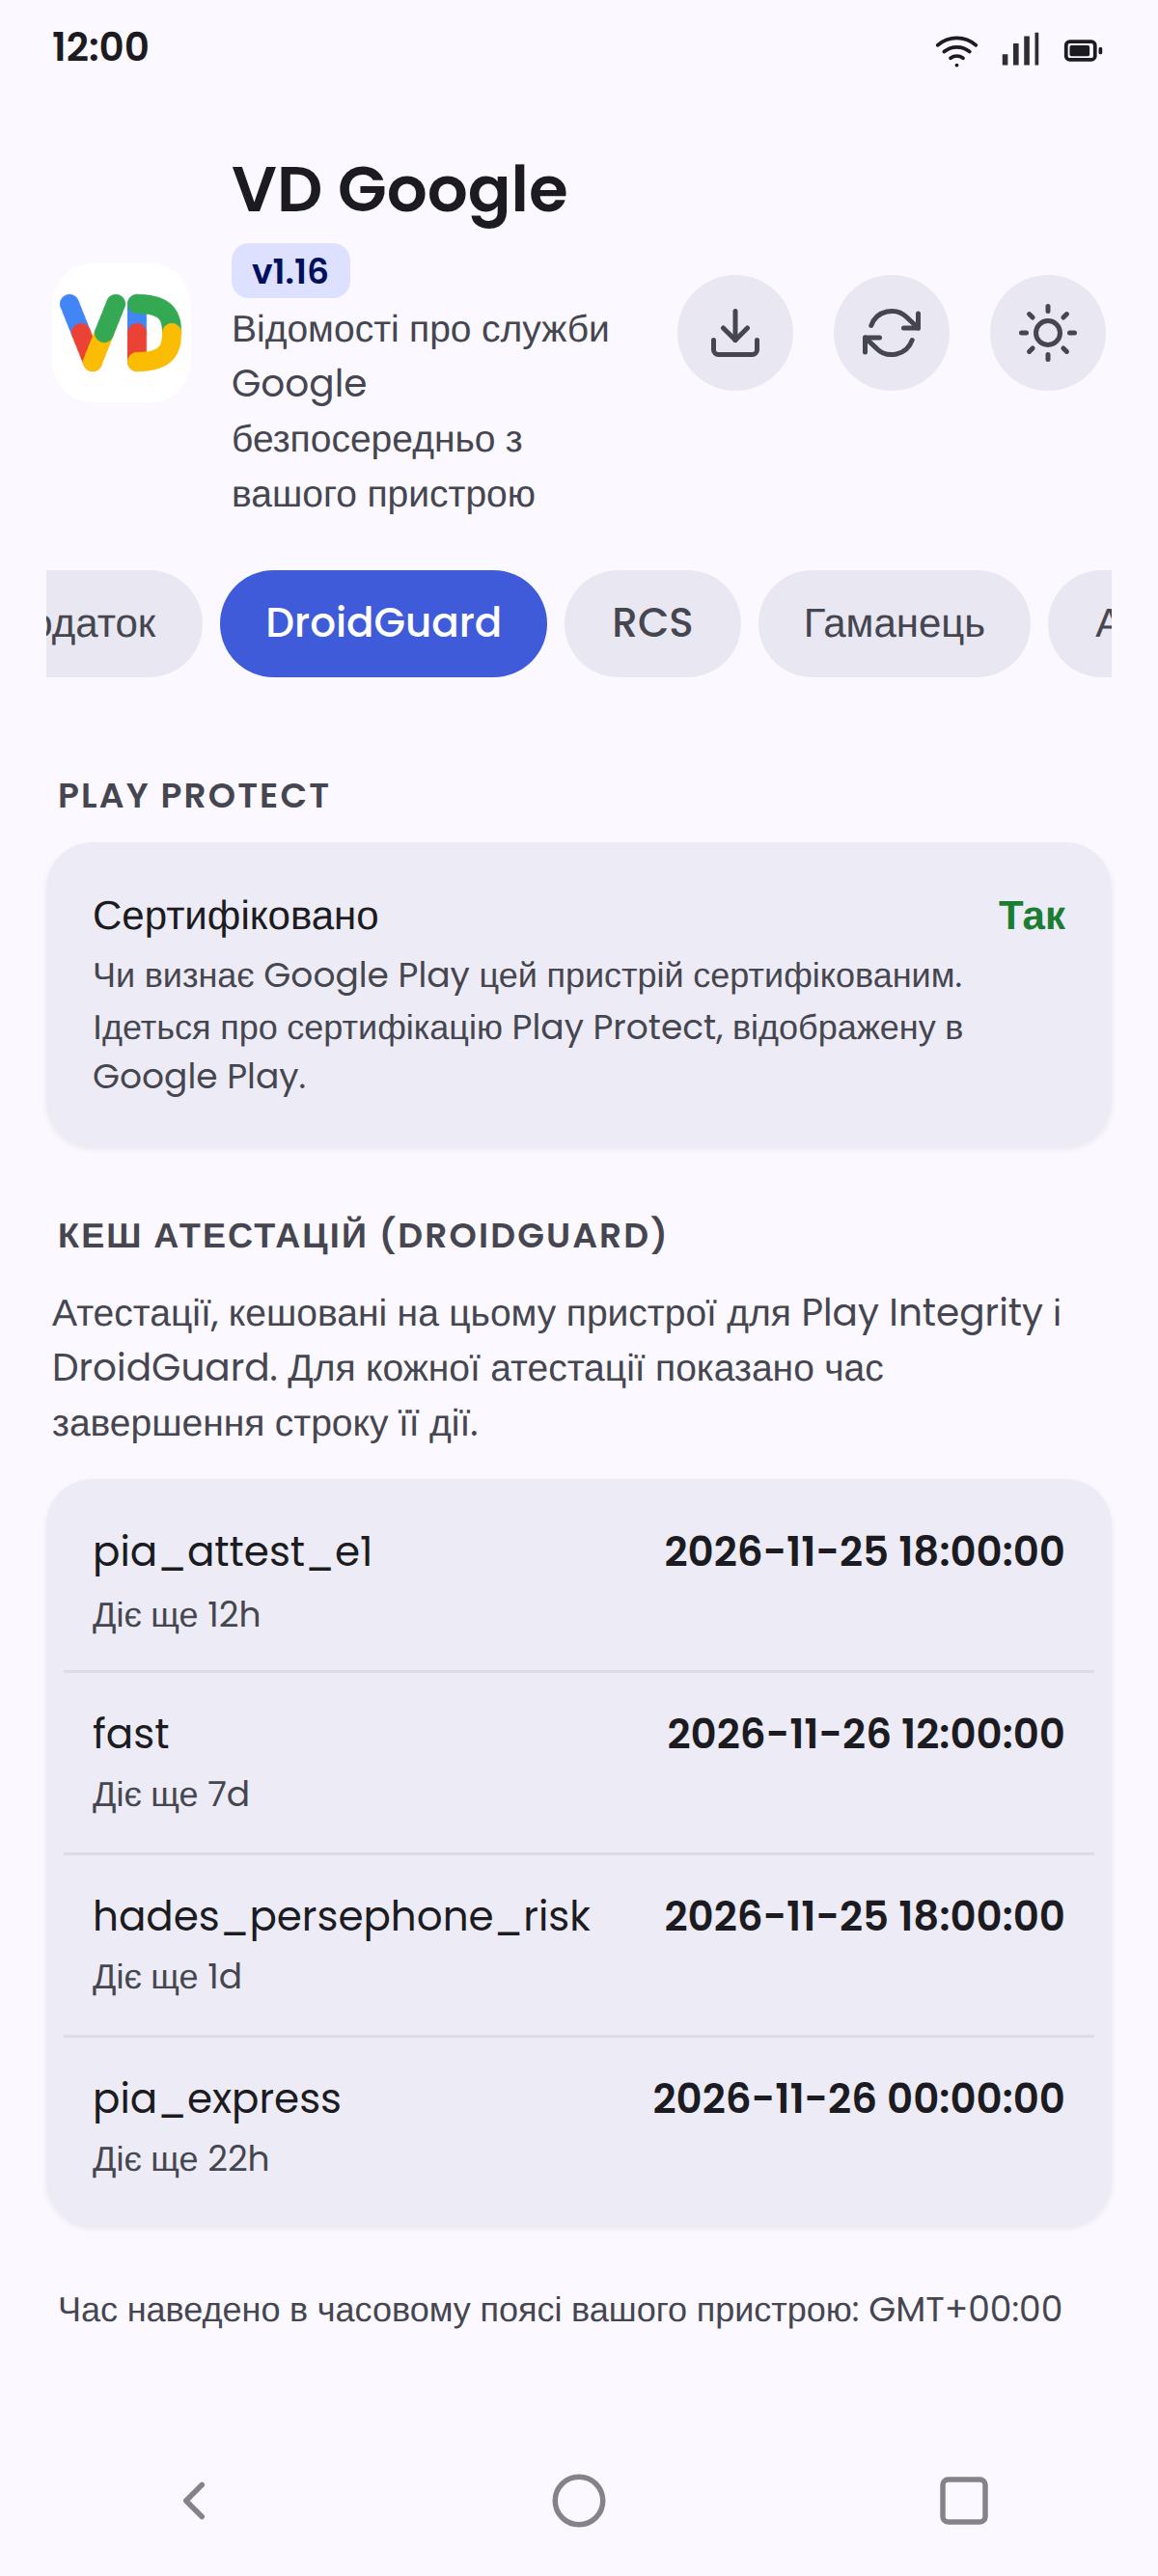 12:00
VD Google
v1.16
Відомості про служби
Google
безпосередньо з
вашого пристрою
VD
одаток
DroidGuard
RCS
Гаманець
PLAY PROTECT
Сертифіковано
Так
Чи визнає Google Play цей пристрій сертифікованим.
Ідеться про сертифікацію Play Protect, відображену в
Google Play.
КЕШ АТЕСТАЦІЙ (DROIDGUARD)
Атестації, кешовані на цьому пристрої для Play Integrity і
DroidGuard. Для кожної атестації показано час
завершення строку її дії.
pia_attest_e1
2026-11-25 18:00:00
Діє ще 12h
fast
2026-11-26 12:00:00
Діє ще 7d
hades_persephone_risk
2026-11-25 18:00:00
Діє ще 1d
pia_express
2026-11-26 00:00:00
Діє ще 22h
Час наведено в часовому поясі вашого пристрою: GMT+00:00